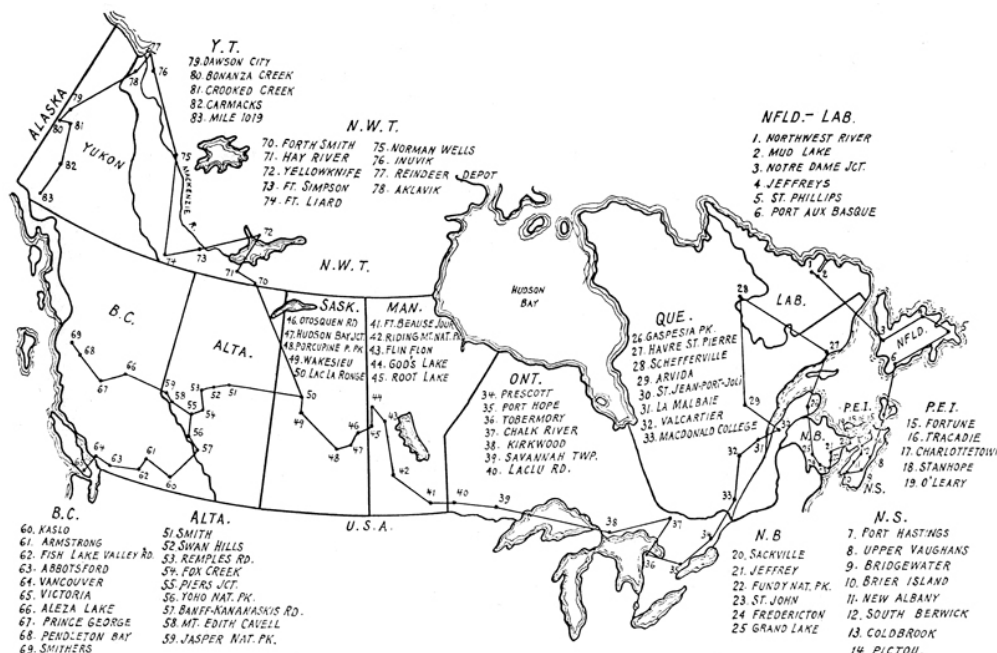 Y.T.
79. DAWSON CITY
80. BONANZA CREEK
81. CROOKED CREEK
82. CARMACKS
83. MILE 1019
N.W.T.
70. FORTH SMITH
71. HAY RIVER
72. YELLOWKNIFE
73. FT. SIMPSON
74. FT. LIARD
75. NORMAN WELLS
76. INUVIK
77. REINDEER DEPOT
78. AKLAVIK
NFLD.- LAB.
1. NORTHWEST RIVER
2. MUD LAKE
3. NOTRE DAME JCT.
4. JEFFREYS
5. ST. PHILLIPS
6. PORT AUX BASQUE
ALASKA
YUKON
MACKENZIE
N.W.T.
HUDSON
BAY
B.C.
ALTA.
SASK.
46. OTOSQUEN RD
47. HUDSON BAY JCT.
48. PORCUPINE P. PK
49. WAKESIEU
50. LAC LA RONGE
MAN.
41. FT. BEAUSE JOUR
42. RIDING MT. NAT. PK
43. FLIN FLON
44. GOD'S LAKE
45. ROOT LAKE
ONT.
34. PRESCOTT
35. PORT HOPE
36. TOBERMORY
37. CHALK RIVER
38. KIRKWOOD
39. SAVANNAH TWP.
40. LACLU RD.
QUE.
26. GASPESIA PK.
27. HAVRE ST. PIERRE
28. SCHEFFERVILLE
29. ARVIDA
30. ST. JEAN-PORT-JOLI
31. LA MALBAIE
32. VALCARTIER
33. MACDONALD COLLEGE
LAB.
NFLD.
P.E.I.
N.B.
N.S.
U.S.A.
P.E.I.
15. FORTUNE
16. TRACADIE
17. CHARLOTTETOWN
18. STANHOPE
19. O'LEARY
B.C.
60. KASLO
61. ARMSTRONG
62. FISH LAKE VALLEY RD.
63. ABBOTSFORD
64. VANCOUVER
65. VICTORIA
66. ALEZA LAKE
67. PRINCE GEORGE
68. PENDLETON BAY
69. SMITHERS
ALTA.
51. SMITH
52. SWAN HILLS
53. REMPLES RD.
54. FOX CREEK
55. PIERS JCT.
56. YOHO NAT. PK.
57. BANFF-KANANASKIS RD.
58. MT. EDITH CAVELL
59. JASPER NAT. PK.
N.B
20. SACKVILLE
21. JEFFREY
22. FUNDY NAT. PK.
23. ST. JOHN
24. FREDERICTON
25 GRAND LAKE
N.S.
7. PORT HASTINGS
8. UPPER VAUGHANS
9. BRIDGEWATER
10. BRIER ISLAND
11. NEW ALBANY
12. SOUTH BERWICK
13. COLDBROOK
14. PICTOU